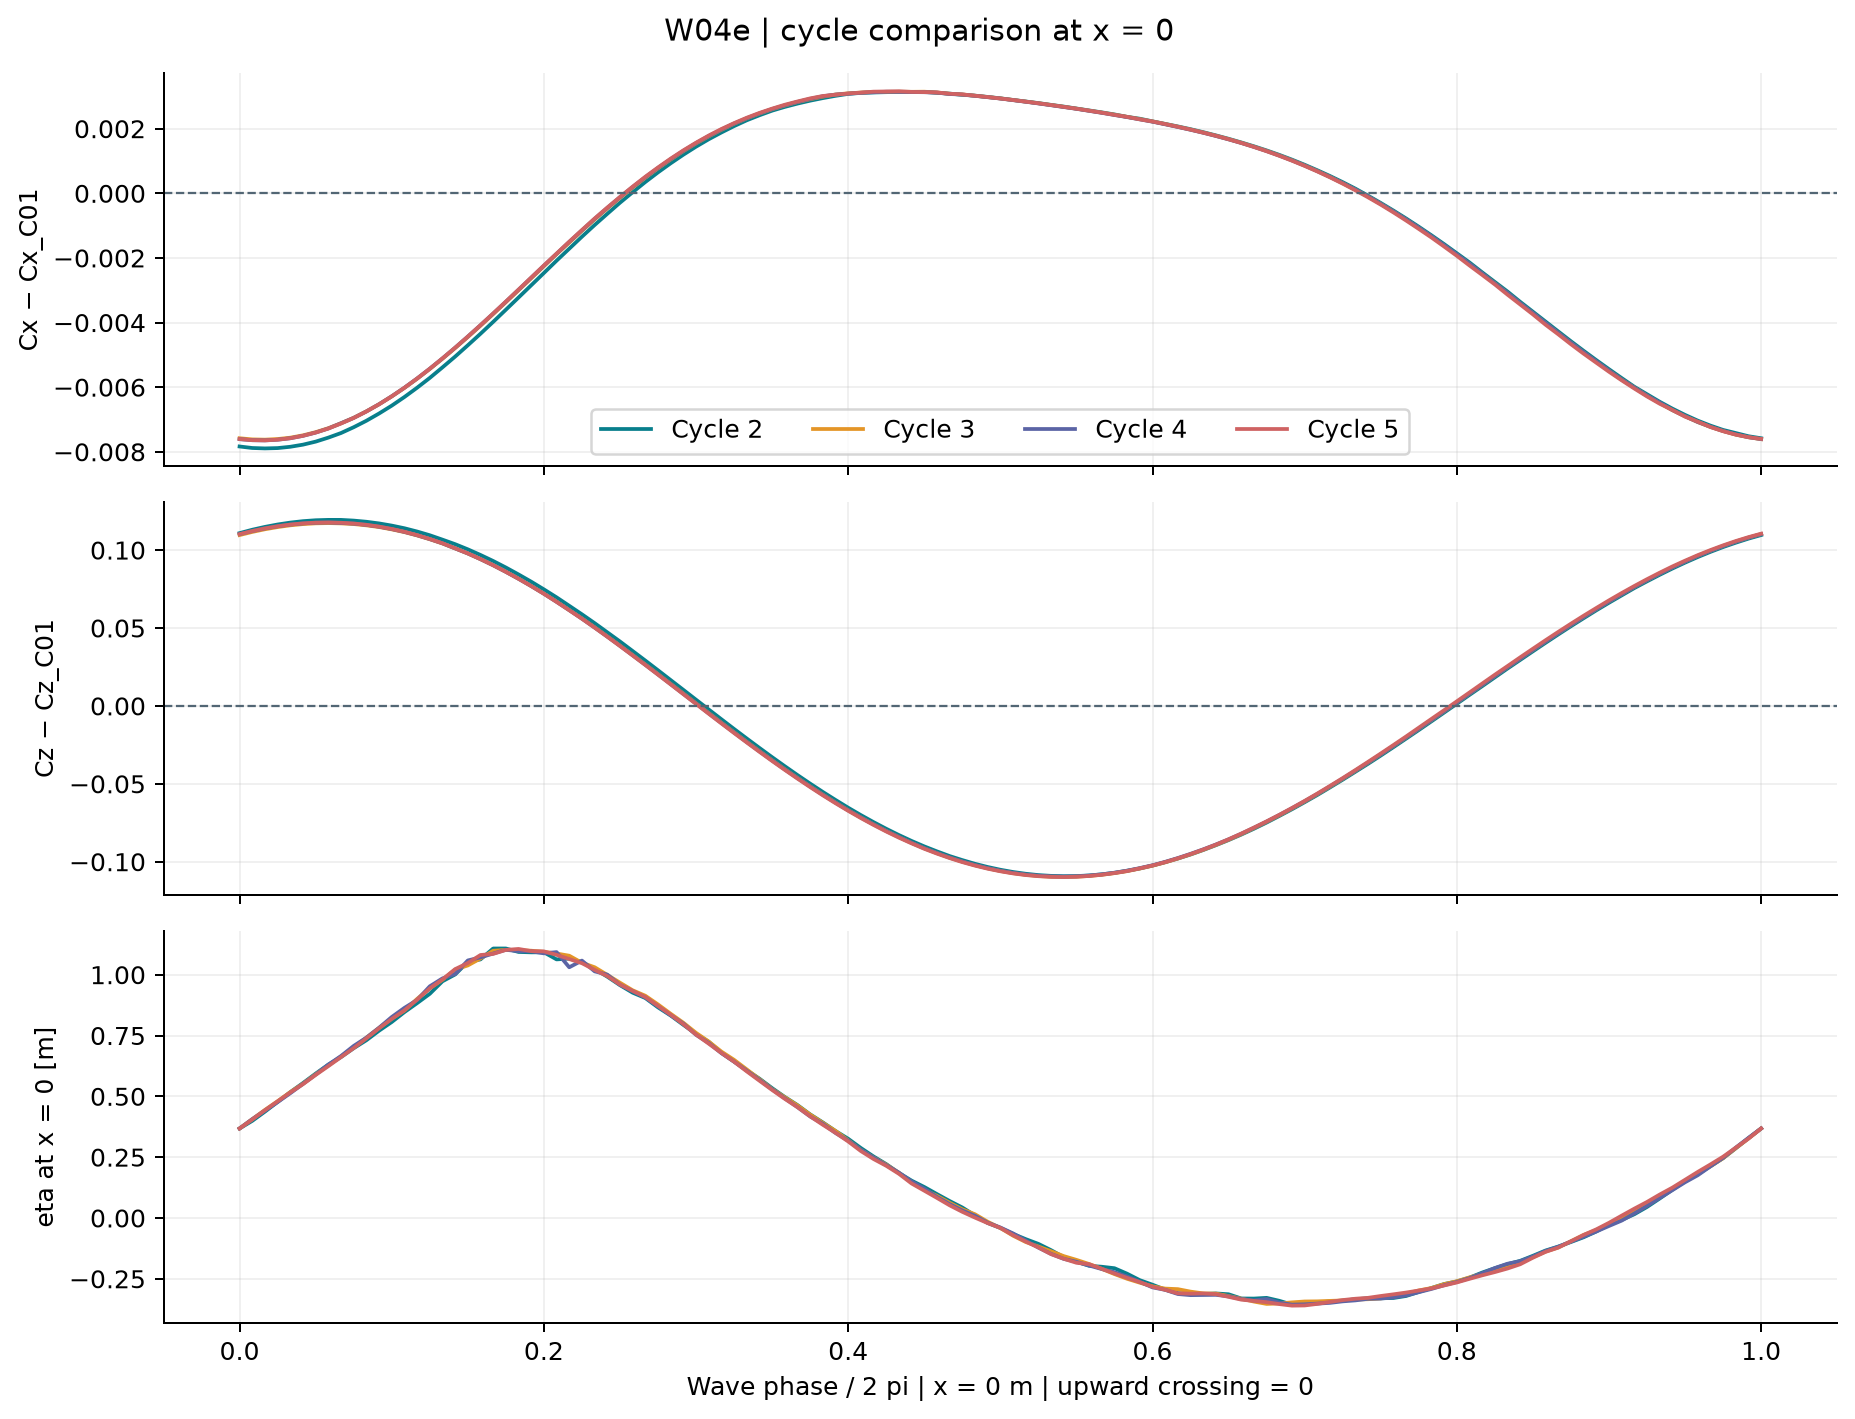 W04e | cycle comparison at x = 0
Cx − Cx_C01
0.002
0.000
−0.002
−0.004
−0.006
−0.008
Cycle 2
Cycle 3
Cycle 4
Cycle 5
Cz − Cz_C01
0.10
0.05
0.00
−0.05
−0.10
eta at x = 0 [m]
1.00
0.75
0.50
0.25
0.00
−0.25
0.0
0.2
0.4
0.6
0.8
1.0
Wave phase / 2 pi | x = 0 m | upward crossing = 0